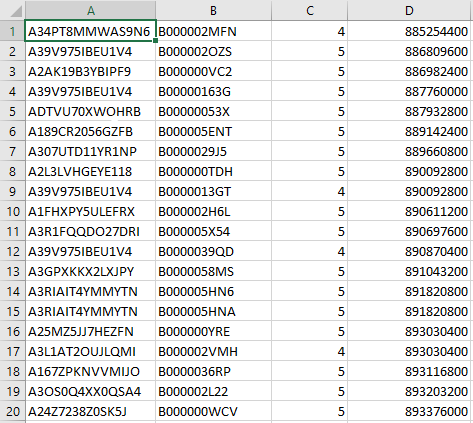 A B C D
1 A34PT8MMWAS9N6 B000002MFN 4 885254400
2 A39V975IBEU1V4 B000002OZS 5 886809600
3 A2AK19B3YBIPF9 B000000VC2 5 886982400
4 A39V975IBEU1V4 B00000163G 5 887760000
5 ADTVU70XWOHRB B00000053X 5 887932800
6 A189CR2056GZFB B000005ENT 5 889142400
7 A307UTD11YR1NP B0000029J5 5 889660800
8 A2L3LVHGEYE118 B000000TDH 5 890092800
9 A39V975IBEU1V4 B0000013GT 4 890092800
10 A1FHXPY5ULEFRX B000002H6L 5 890611200
11 A3R1FQQDO27DRI B000005X54 5 890697600
12 A39V975IBEU1V4 B0000039QD 4 890870400
13 A3GPXKKX2LXJPY B0000058MS 5 891043200
14 A3RIAIT4YMMYTN B000005HN6 5 891820800
15 A3RIAIT4YMMYTN B000005HNA 5 891820800
16 A25MZ5JJ7HEZFN B000000YRE 5 893030400
17 A3L1AT2OUJLQMI B000002VMH 4 893030400
18 A167ZPKNVVMIJO B0000036RP 5 893116800
19 A3OS0Q4XX0QSA4 B000002L22 5 893203200
20 A24Z7238Z0SK5J B000000WCV 5 893376000